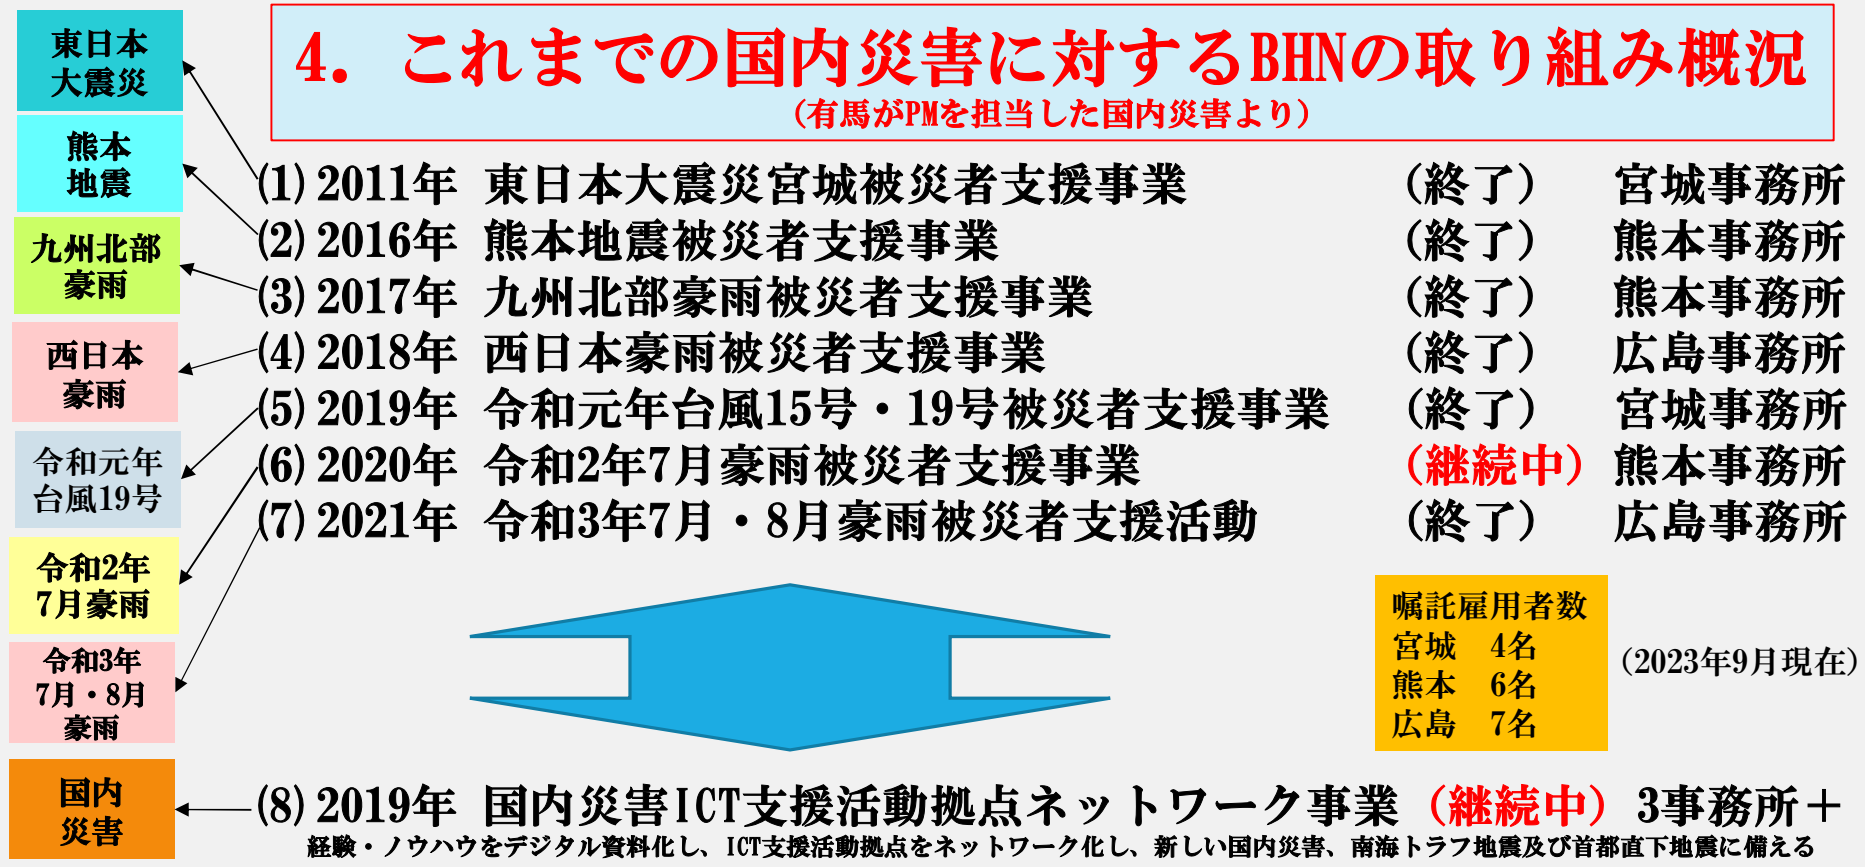 4．これまでの国内災害に対するBHNの取り組み概況
（有馬がPMを担当した国内災害より）
東日本
大震災
熊本
地震
九州北部
豪雨
西日本
豪雨
令和元年
台風19号
令和2年
7月豪雨
令和3年
7月・8月
豪雨
国内
災害
(1) 2011年 東日本大震災宮城被災者支援事業 （終了） 宮城事務所
(2) 2016年 熊本地震被災者支援事業 （終了） 熊本事務所
(3) 2017年 九州北部豪雨被災者支援事業 （終了） 熊本事務所
(4) 2018年 西日本豪雨被災者支援事業 （終了） 広島事務所
(5) 2019年 令和元年台風15号・19号被災者支援事業 （終了） 宮城事務所
(6) 2020年 令和2年7月豪雨被災者支援事業 （継続中） 熊本事務所
(7) 2021年 令和3年7月・8月豪雨被災者支援活動 （終了） 広島事務所
嘱託雇用者数
宮城 4名
熊本 6名
広島 7名
（2023年9月現在）
(8) 2019年 国内災害ICT支援活動拠点ネットワーク事業 （継続中） 3事務所＋
経験・ノウハウをデジタル資料化し、ICT支援活動拠点をネットワーク化し、新しい国内災害、南海トラフ地震及び首都直下地震に備える